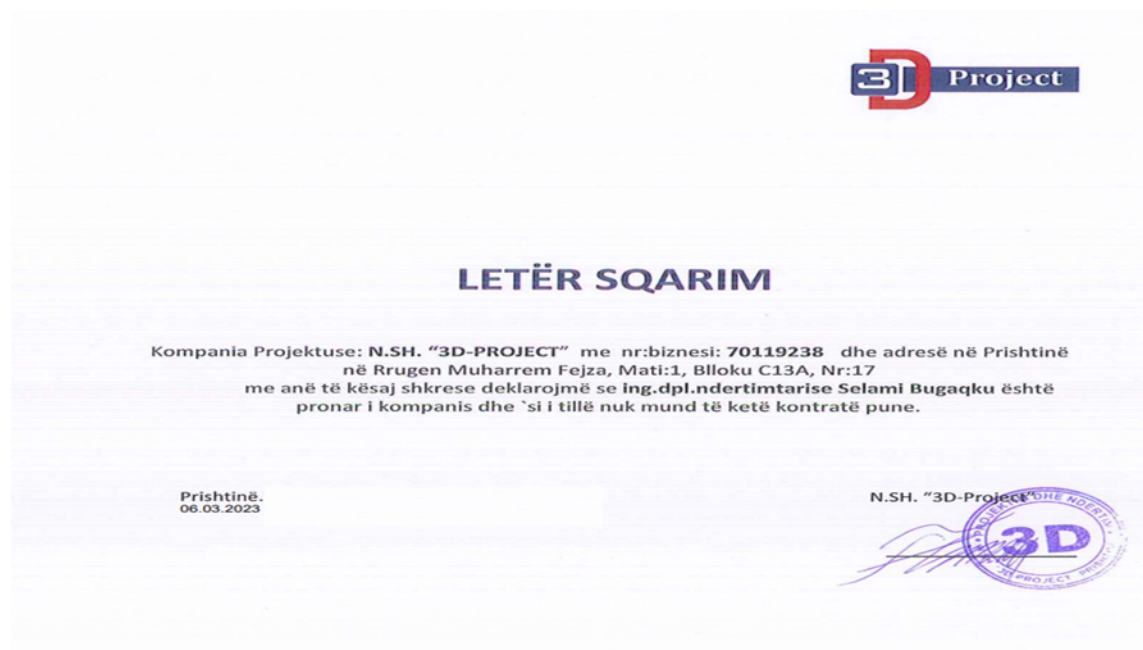 3D Project
LETËR SQARIM
Kompania Projektuse: N.SH. "3D-PROJECT" me nr:biznesi: 70119238 dhe adresë në Prishtinë
në Rrugen Muharrem Fejza, Mati:1, Blloku C13A, Nr:17
me anë të kësaj shkrese deklarojmë se ing.dpl.ndertimtarise Selami Bugaqku është
pronar i kompanis dhe `si i tillë nuk mund të ketë kontratë pune.
Prishtinë.
06.03.2023
N.SH. "3D-Project"
DHE
3D
3D PROJECT